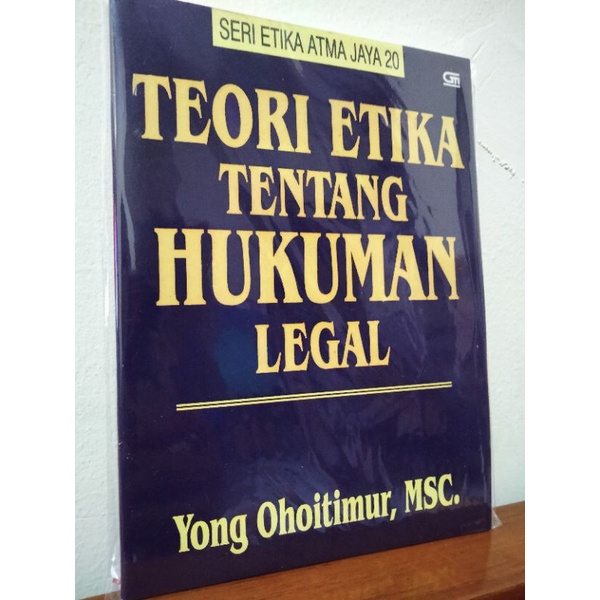 SERI ETIKA ATMA JAYA 20
GM
TEORI ETIKA
TENTANG
HUKUMAN
LEGAL
Yong Ohoitimur, MSC.